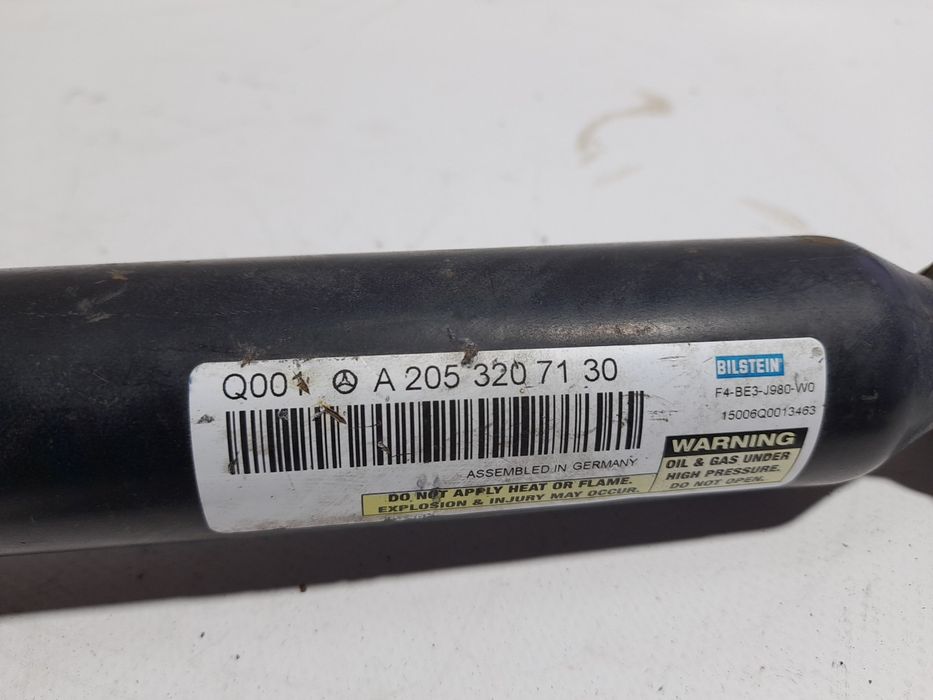 Q001 A 205 320 71 30
BILSTEIN
F4-BE3-J980-W0
15006Q0013463
ASSEMBLED IN GERMANY
WARNING
OIL & GAS UNDER
HIGH PRESSURE.
DO NOT OPEN.
DO NOT APPLY HEAT OR FLAME.
EXPLOSION & INJURY MAY OCCUR.